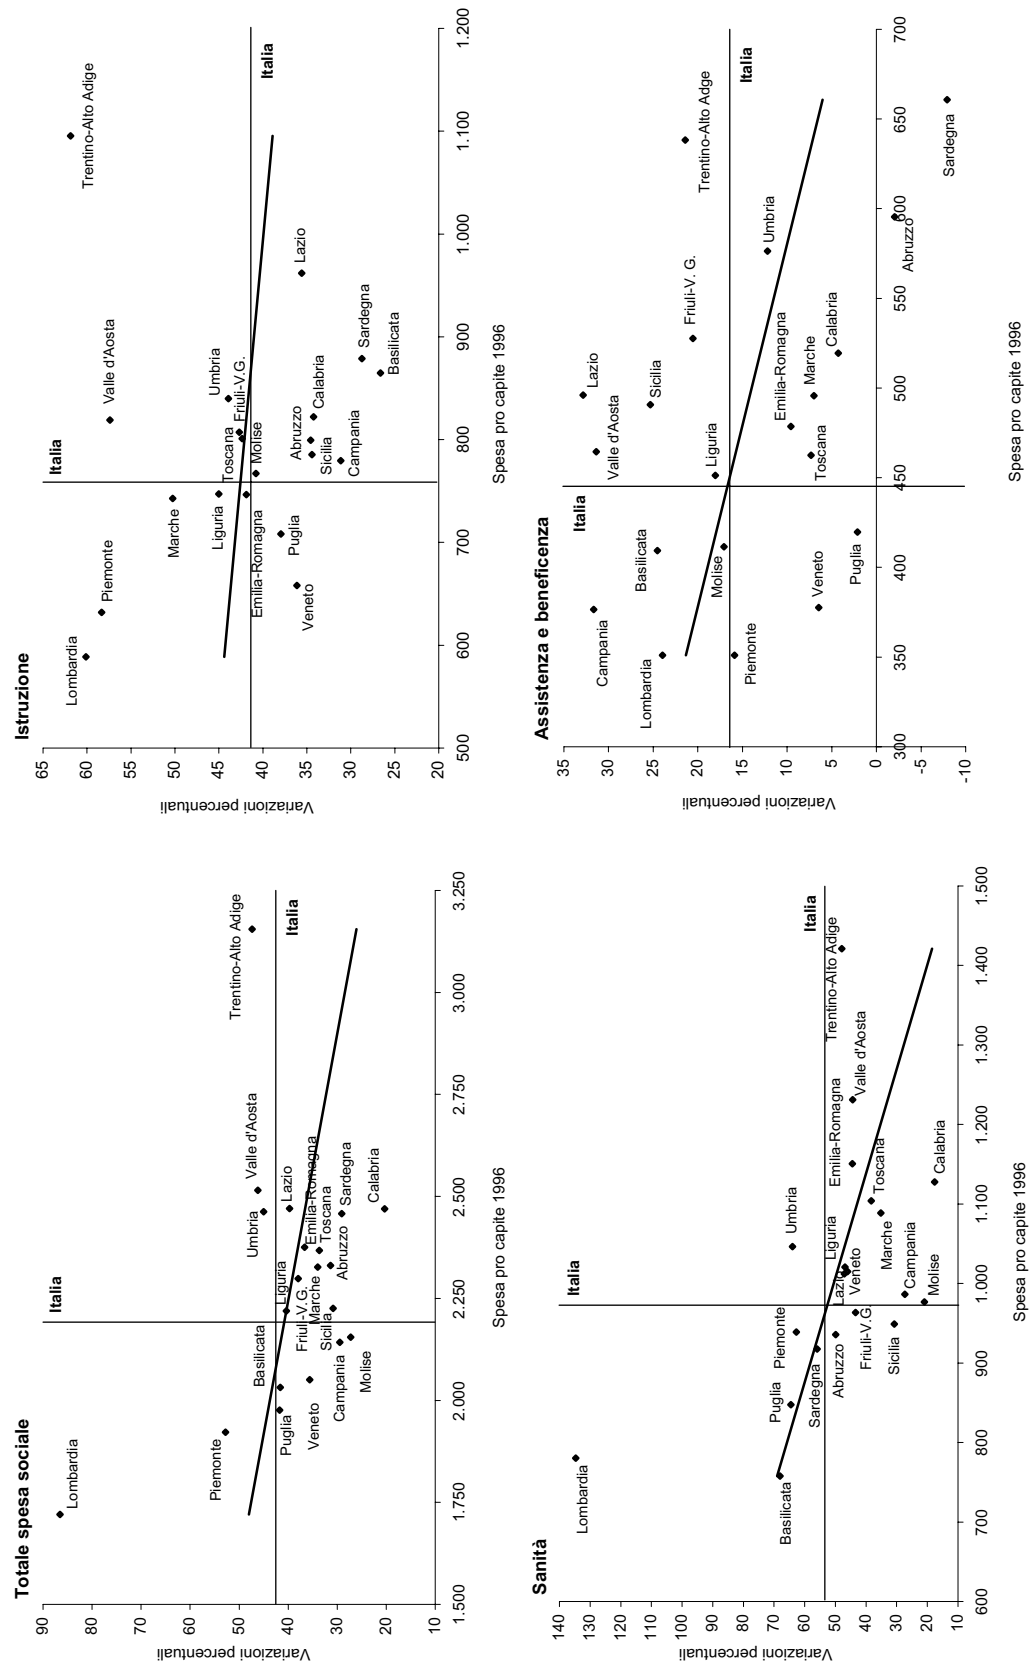 Totale spesa sociale
Variazioni percentuali
90
80
70
60
50
40
30
20
10
Italia
Italia
Lombardia
Piemonte
Puglia
Basilicata
Veneto
Campania
Molise
Liguria
Sicilia
Friuli-V.G.
Marche
Abruzzo
Toscana
Emilia-Romagna
Sardegna
Umbria
Lazio
Calabria
Valle d'Aosta
Trentino-Alto Adige
1.500
1.750
2.000
2.250
2.500
2.750
3.000
3.250
Spesa pro capite 1996
Istruzione
Variazioni percentuali
65
60
55
50
45
40
35
30
25
20
Italia
Italia
Lombardia
Piemonte
Veneto
Puglia
Marche
Liguria
Emilia-Romagna
Molise
Campania
Sicilia
Abruzzo
Toscana
Friuli-V.G.
Valle d'Aosta
Calabria
Umbria
Basilicata
Sardegna
Lazio
Trentino-Alto Adige
500
600
700
800
900
1.000
1.100
1.200
Spesa pro capite 1996
Sanità
Variazioni percentuali
140
130
120
110
100
90
80
70
60
50
40
30
20
10
Italia
Italia
Basilicata
Lombardia
Puglia
Sardegna
Abruzzo
Piemonte
Sicilia
Friuli-V.G.
Molise
Campania
Lazio
Veneto
Liguria
Umbria
Marche
Toscana
Calabria
Emilia-Romagna
Valle d'Aosta
Trentino-Alto Adige
600
700
800
900
1.000
1.100
1.200
1.300
1.400
1.500
Spesa pro capite 1996
Assistenza e beneficenza
Variazioni percentuali
35
30
25
20
15
10
5
0
-5
-10
Italia
Italia
Lombardia
Piemonte
Campania
Veneto
Basilicata
Molise
Puglia
Liguria
Toscana
Valle d'Aosta
Emilia-Romagna
Sicilia
Lazio
Marche
Calabria
Friuli-V. G.
Umbria
Abruzzo
Trentino-Alto Adge
Sardegna
300
350
400
450
500
550
600
650
700
Spesa pro capite 1996